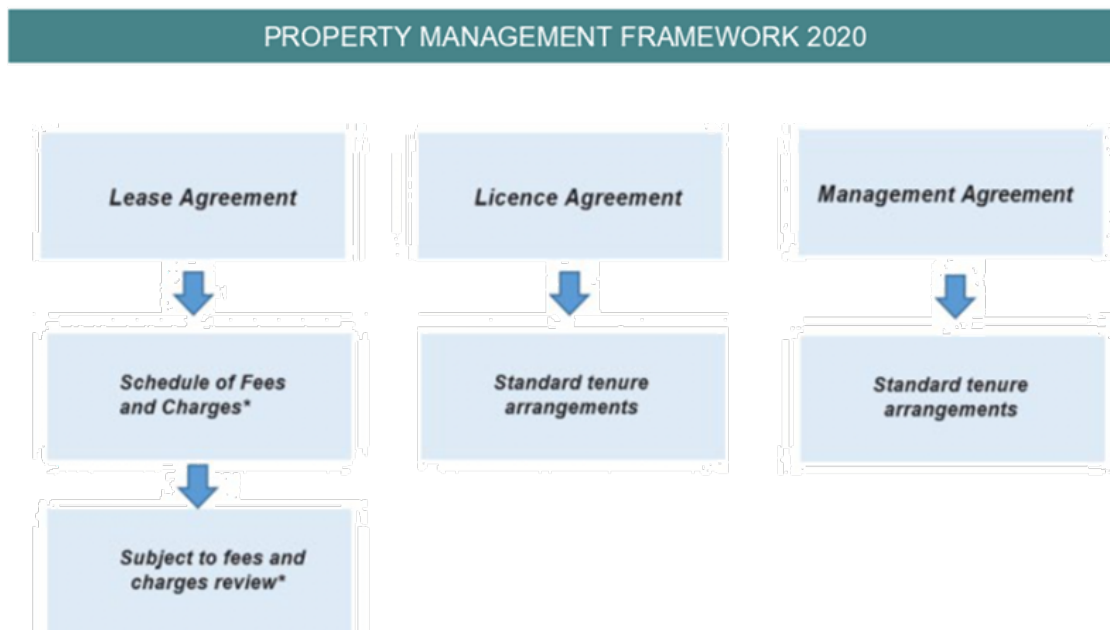 PROPERTY MANAGEMENT FRAMEWORK 2020
Lease Agreement
Licence Agreement
Management Agreement
Schedule of Fees
and Charges*
Standard tenure
arrangements
Standard tenure
arrangements
Subject to fees and
charges review*